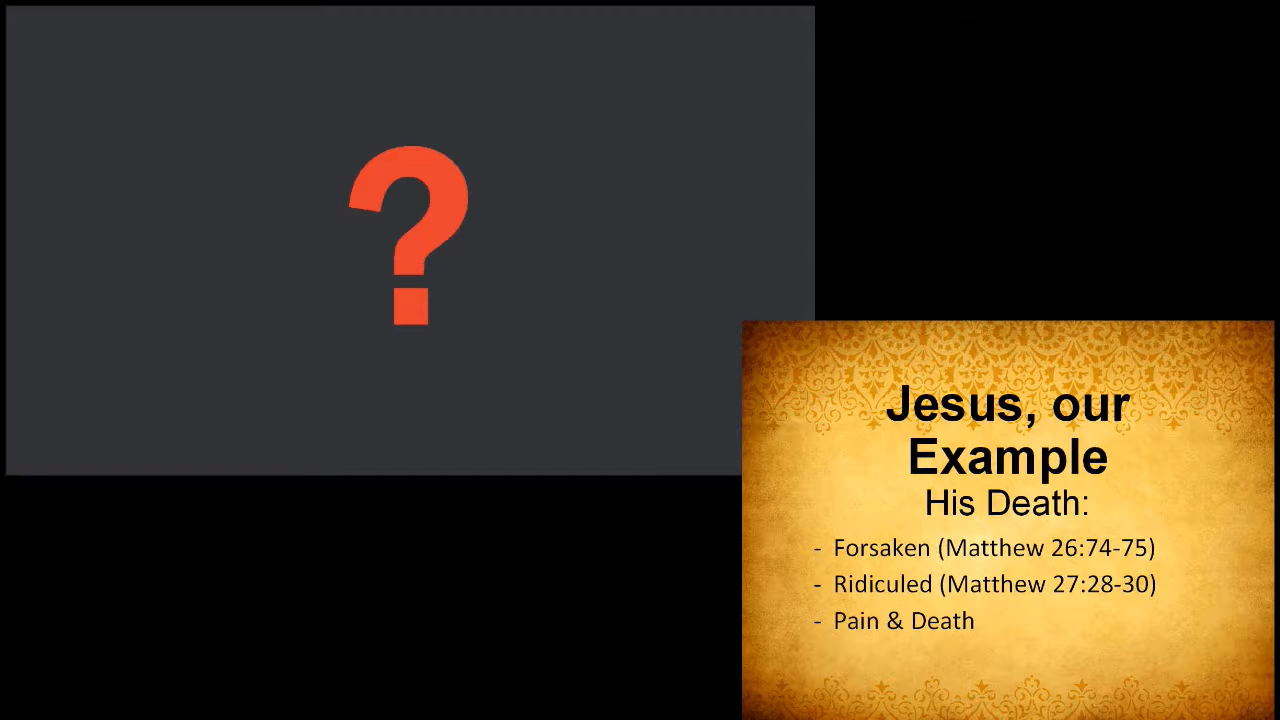 ?
Jesus, our
Example
His Death:
- Forsaken (Matthew 26:74-75)
- Ridiculed (Matthew 27:28-30)
- Pain & Death